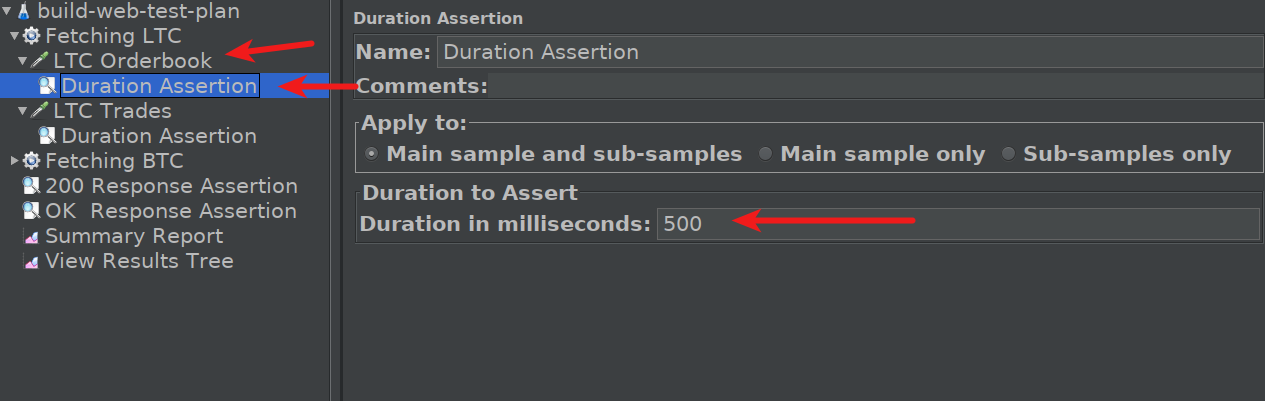 build-web-test-plan
Fetching LTC
LTC Orderbook
Duration Assertion
LTC Trades
Duration Assertion
Fetching BTC
200 Response Assertion
OK  Response Assertion
Summary Report
View Results Tree
Duration Assertion
Name: Duration Assertion
Comments:
Apply to:
Main sample and sub-samples Main sample only Sub-samples only
Duration to Assert
Duration in milliseconds: 500